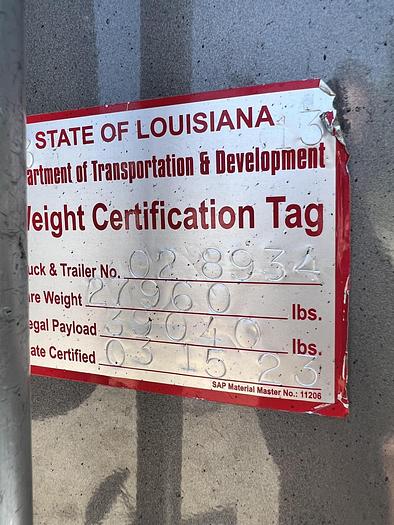 STATE OF LOUISIANA
artment of Transportation & Development
Weight Certification Tag
uck & Trailer No. 028934
are Weight 27960 lbs.
egal Payload 39040 lbs.
ate Certified 03 15 23
SAP Material Master No.: 11206